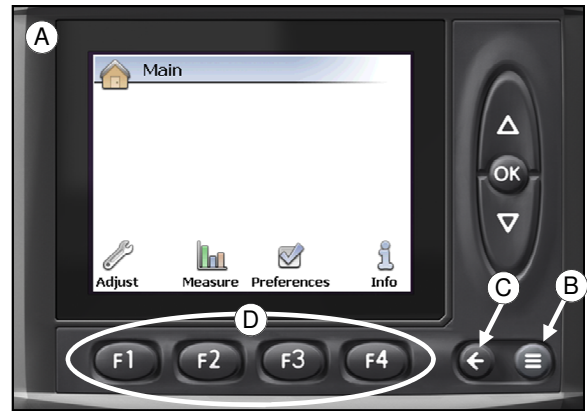 A
Main
OK
Adjust Measure Preferences Info
C B
D
F1 F2 F3 F4